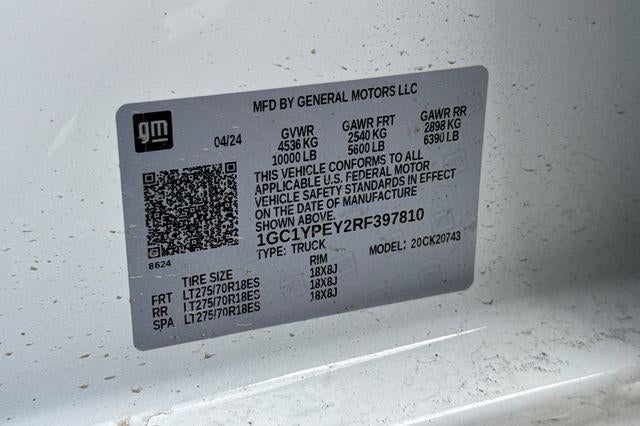 MFD BY GENERAL MOTORS LLC
gm
04/24
GVWR GAWR FRT GAWR RR
4536 KG 2540 KG 2898 KG
10000 LB 5600 LB 6390 LB
THIS VEHICLE CONFORMS TO ALL
APPLICABLE U.S. FEDERAL MOTOR
VEHICLE SAFETY STANDARDS IN EFFECT
ON THE DATE OF MANUFACTURE
SHOWN ABOVE.
1GC1YPEY2RF397810
TYPE: TRUCK MODEL: 20CK20743
8624
TIRE SIZE RIM
FRT LT275/70R18ES 18X8J
RR LT275/70R18ES 18X8J
SPA LT275/70R18ES 18X8J